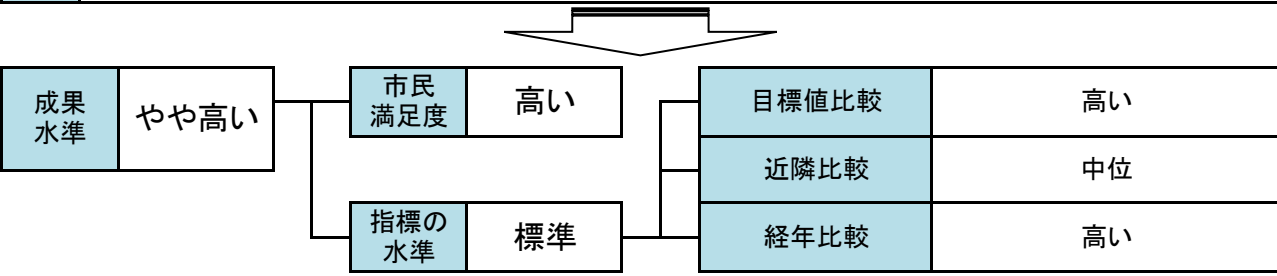 成果
水準
やや高い
市民
満足度
高い
指標の
水準
標準
目標値比較
高い
近隣比較
中位
経年比較
高い